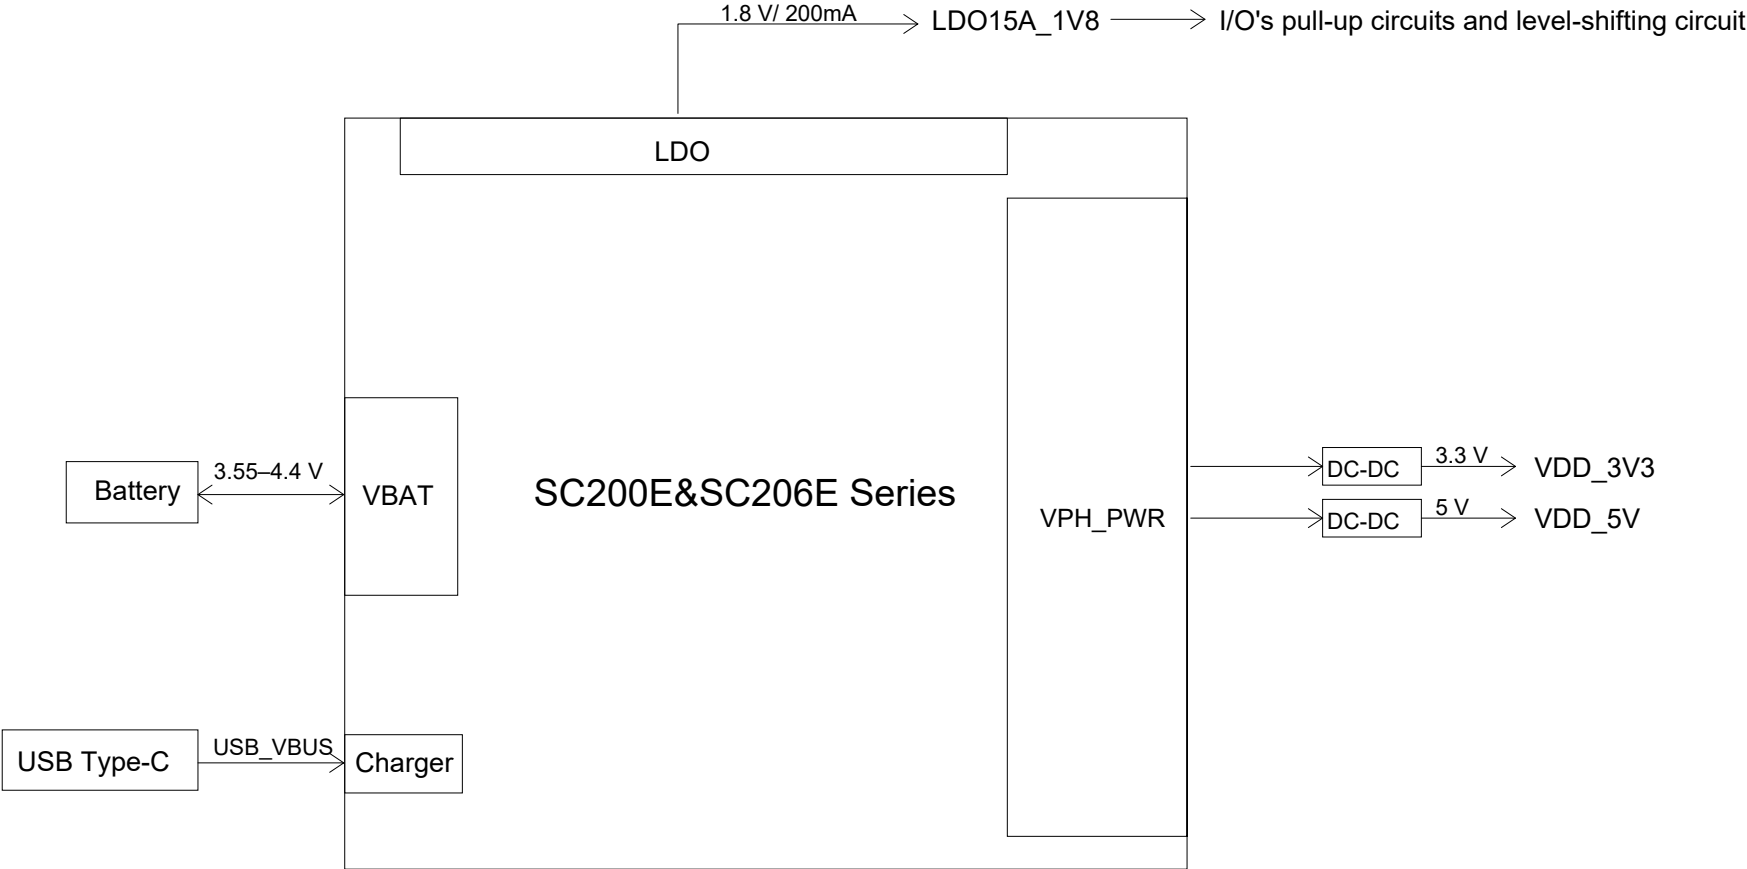 1.8 V/ 200mA
LDO15A_1V8
I/O's pull-up circuits and level-shifting circuit
LDO
Battery
3.55–4.4 V
VBAT
SC200E&SC206E Series
VPH_PWR
DC-DC
3.3 V
VDD_3V3
DC-DC
5 V
VDD_5V
USB Type-C
USB_VBUS
Charger